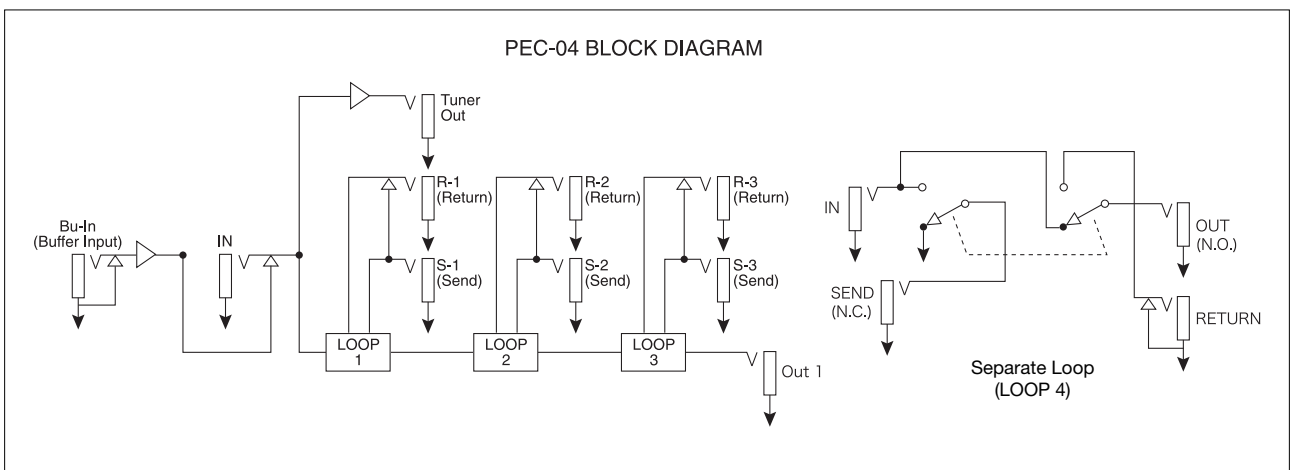 PEC-04 BLOCK DIAGRAM
Tuner
Out
Bu-In
(Buffer Input)
IN
R-1
(Return)
S-1
(Send)
LOOP
1
R-2
(Return)
S-2
(Send)
LOOP
2
R-3
(Return)
S-3
(Send)
LOOP
3
Out 1
IN
SEND
(N.C.)
OUT
(N.O.)
RETURN
Separate Loop
(LOOP 4)